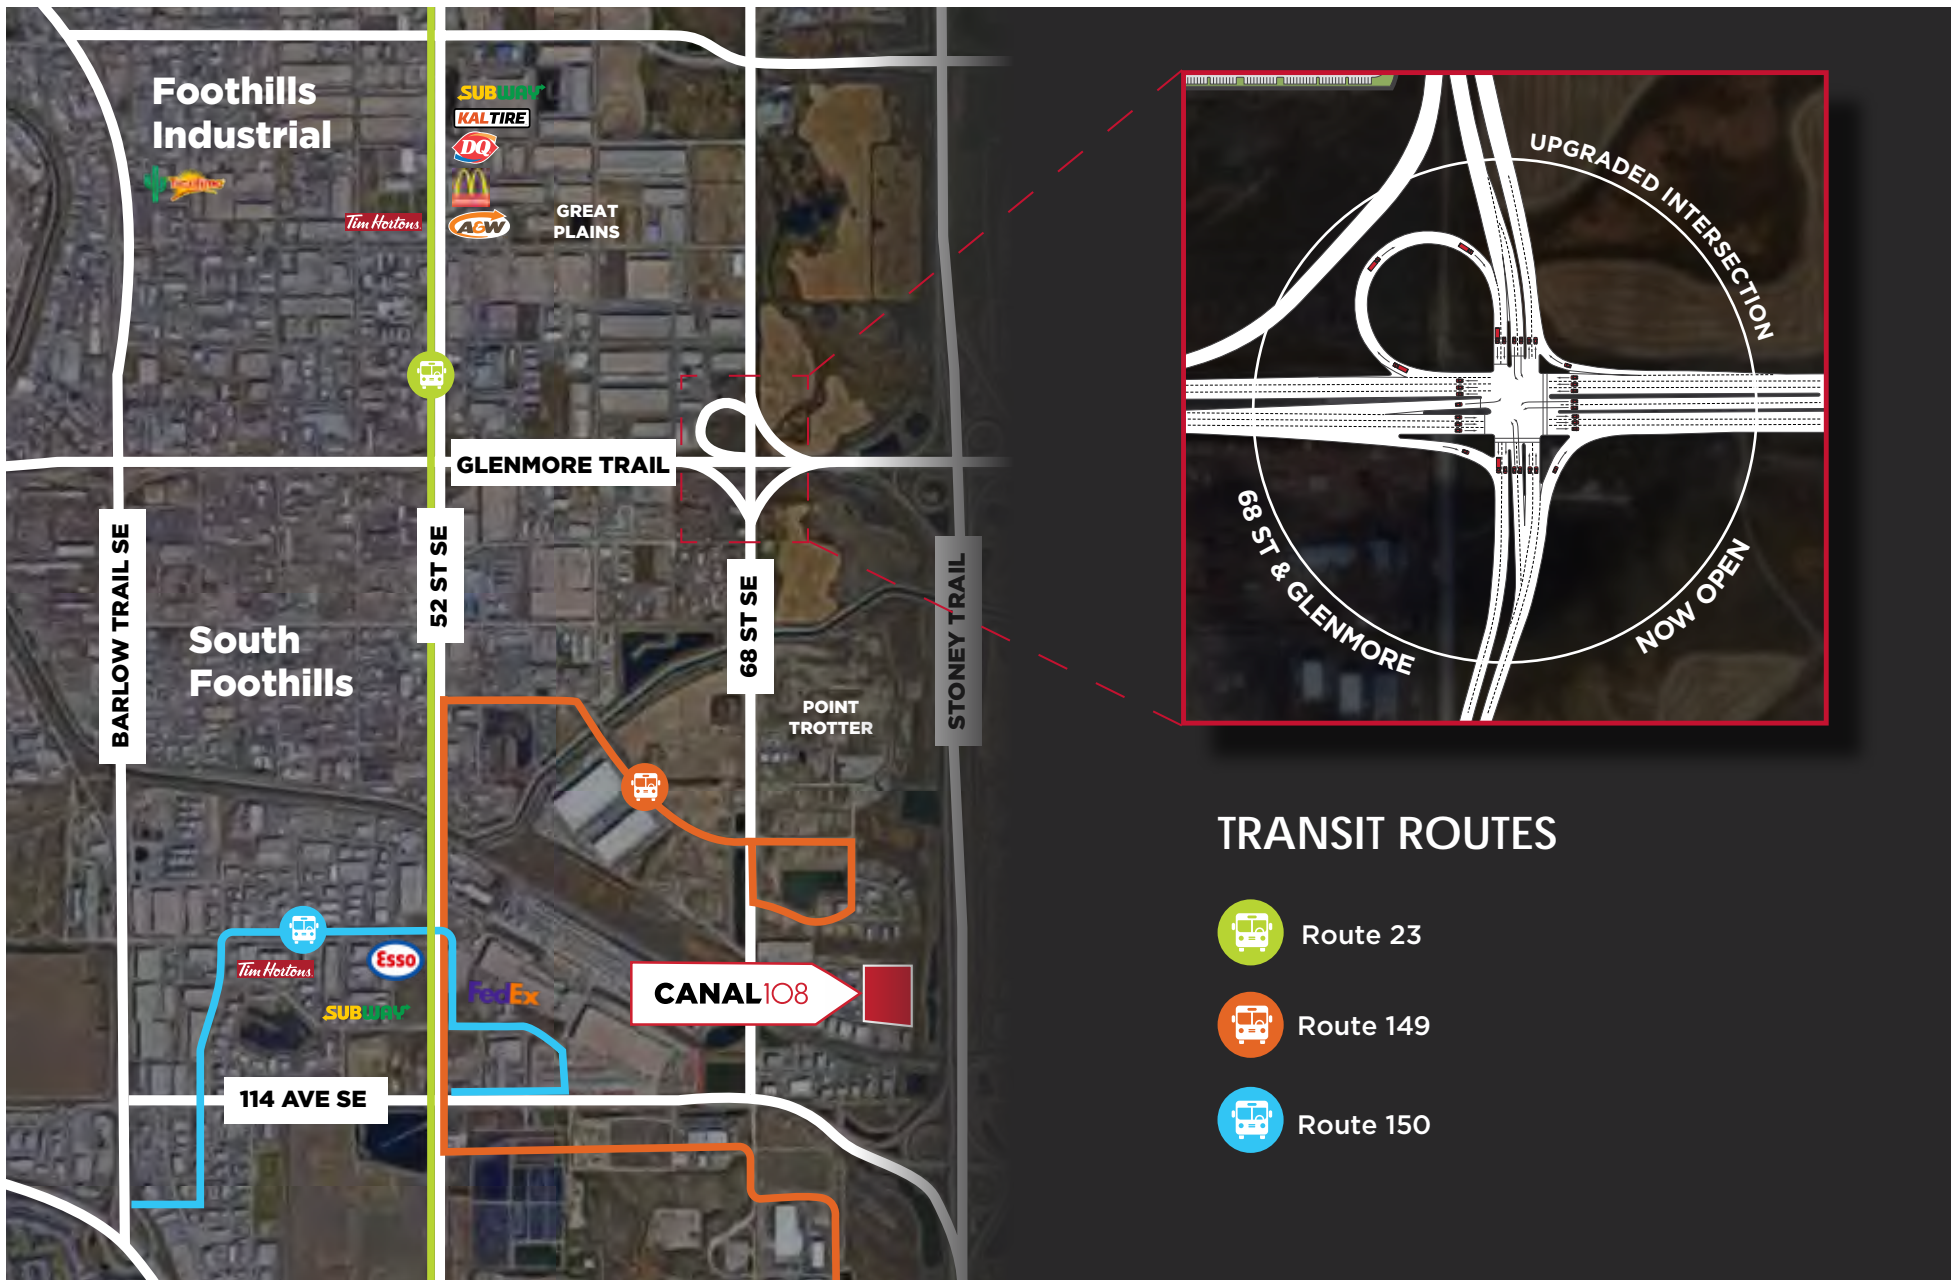 Foothills
Industrial
SUBWAY
KALTIRE
DQ
A&W
Tim Hortons
GREAT
PLAINS
GLENMORE TRAIL
BARLOW TRAIL SE
52 ST SE
68 ST SE
STONEY TRAIL
South
Foothills
POINT
TROTTER
Tim Hortons
Esso
SUBWAY
FedEx
CANAL108
114 AVE SE
UPGRADED INTERSECTION
68 ST & GLENMORE
NOW OPEN
TRANSIT ROUTES
Route 23
Route 149
Route 150